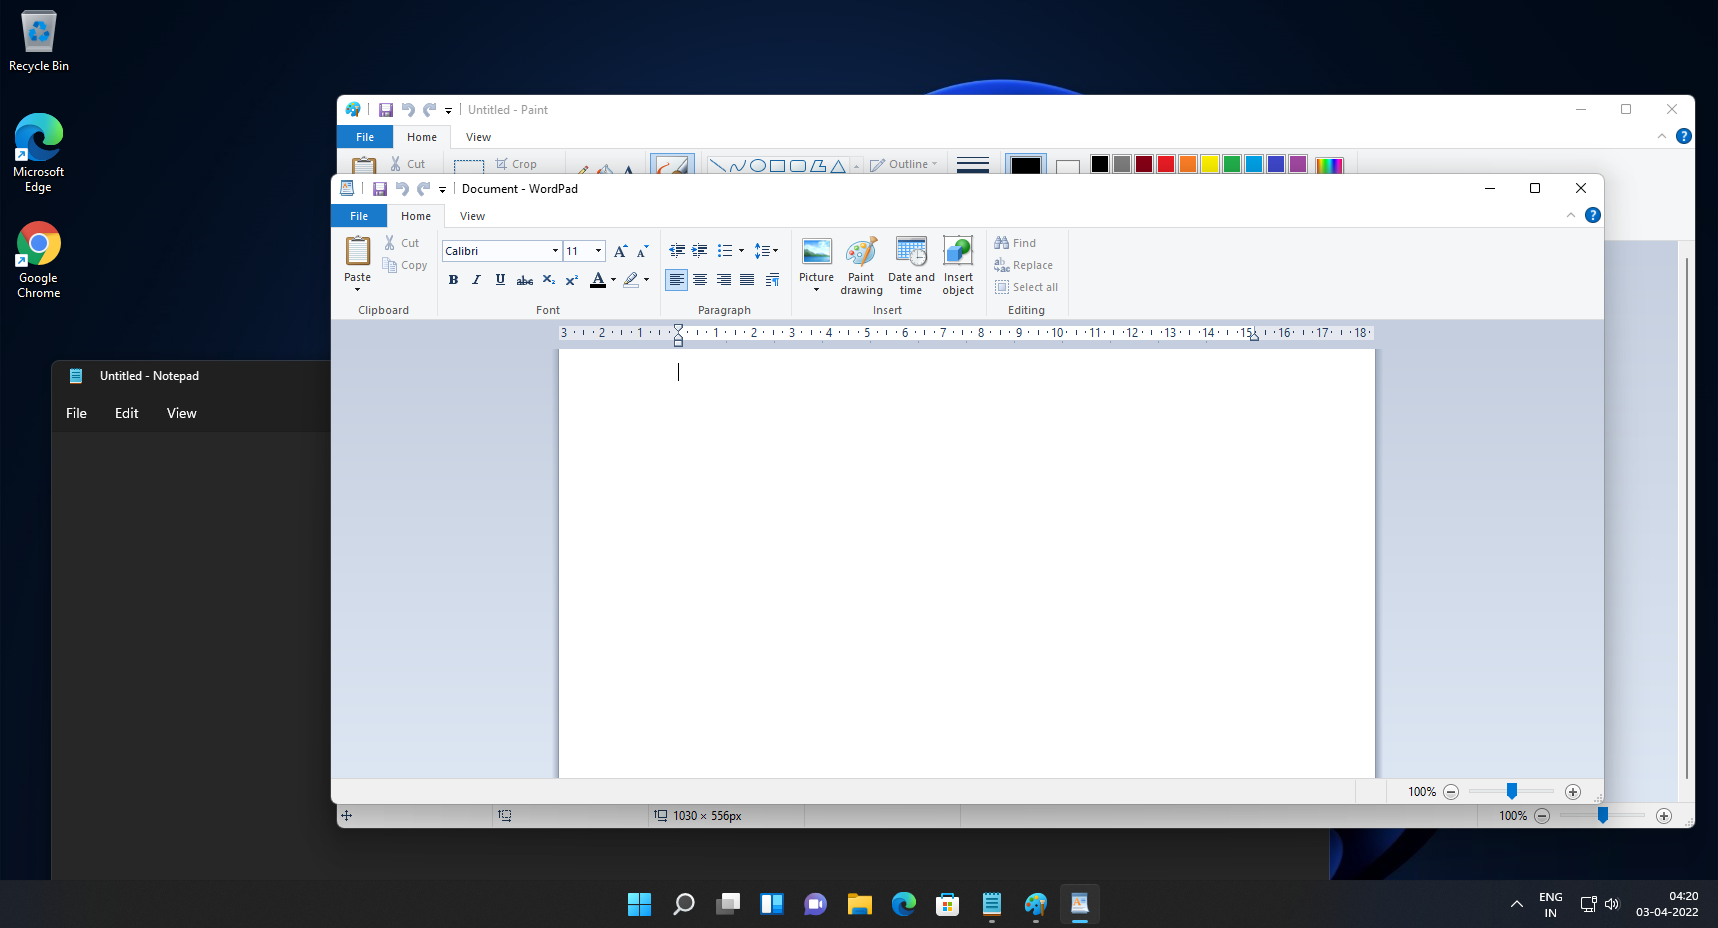 Recycle Bin
Microsoft
Edge
Google
Chrome
Untitled - Paint
File
Home
View
Cut
Crop
Outline
Document - WordPad
File
Home
View
Paste
Cut
Copy
Clipboard
Calibri
11
B I U abc X₂ X² A
Font
Paragraph
Picture
Paint
drawing
Date and
time
Insert
object
Insert
Find
Replace
Select all
Editing
3 2 1 1 2 3 4 5 6 7 8 9 10 11 12 13 14 15 16 17 18
100%
Untitled - Notepad
File
Edit
View
1030 × 556px
100%
ENG
IN
04:20
03-04-2022